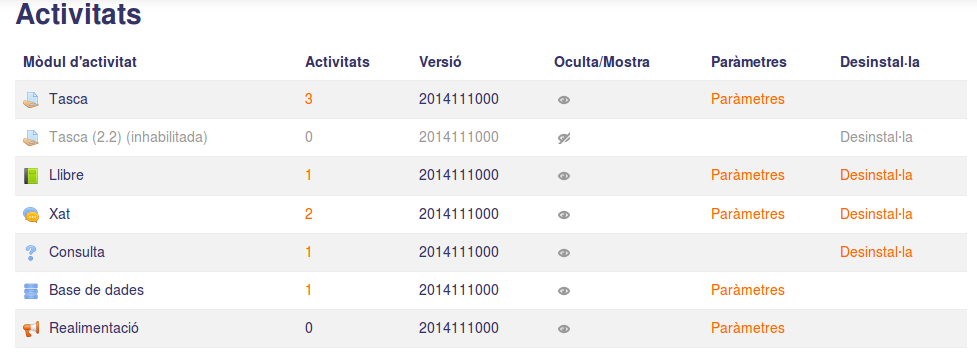 Activitats
Mòdul d'activitat Activitats Versió Oculta/Mostra Paràmetres Desinstal·la
Tasca 3 2014111000 Paràmetres
Tasca (2.2) (inhabilitada) 0 2014111000 Desinstal·la
Llibre 1 2014111000 Paràmetres Desinstal·la
Xat 2 2014111000 Paràmetres Desinstal·la
Consulta 1 2014111000 Desinstal·la
Base de dades 1 2014111000 Paràmetres
Realimentació 0 2014111000 Paràmetres